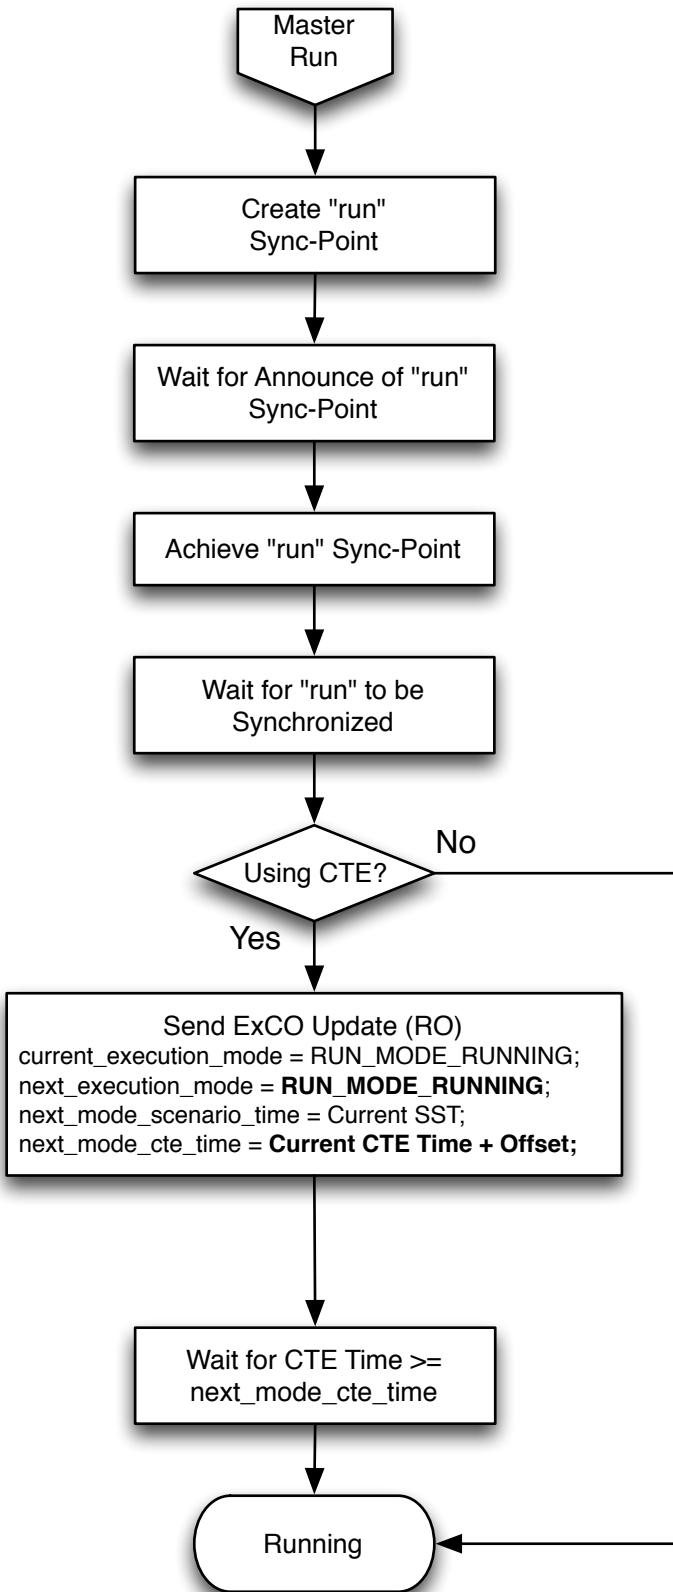 Master
Run
Create "run"
Sync-Point
Wait for Announce of "run"
Sync-Point
Achieve "run" Sync-Point
Wait for "run" to be
Synchronized
Using CTE?
No
Yes
Send ExCO Update (RO)
current_execution_mode = RUN_MODE_RUNNING;
next_execution_mode = RUN_MODE_RUNNING;
next_mode_scenario_time = Current SST;
next_mode_cte_time = Current CTE Time + Offset;
Wait for CTE Time >=
next_mode_cte_time
Running